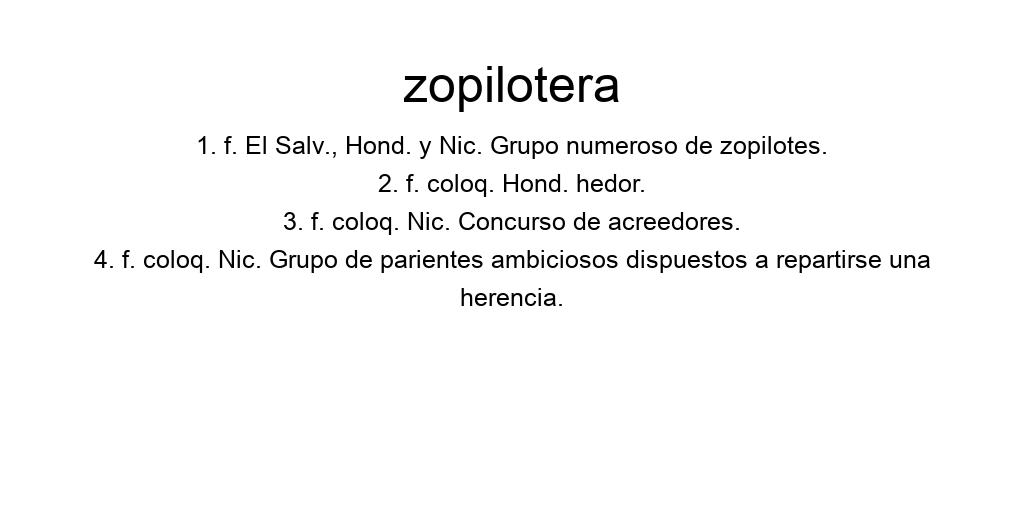 zopilotera
1. f. El Salv., Hond. y Nic. Grupo numeroso de zopilotes.
2. f. coloq. Hond. hedor.
3. f. coloq. Nic. Concurso de acreedores.
4. f. coloq. Nic. Grupo de parientes ambiciosos dispuestos a repartirse una
herencia.